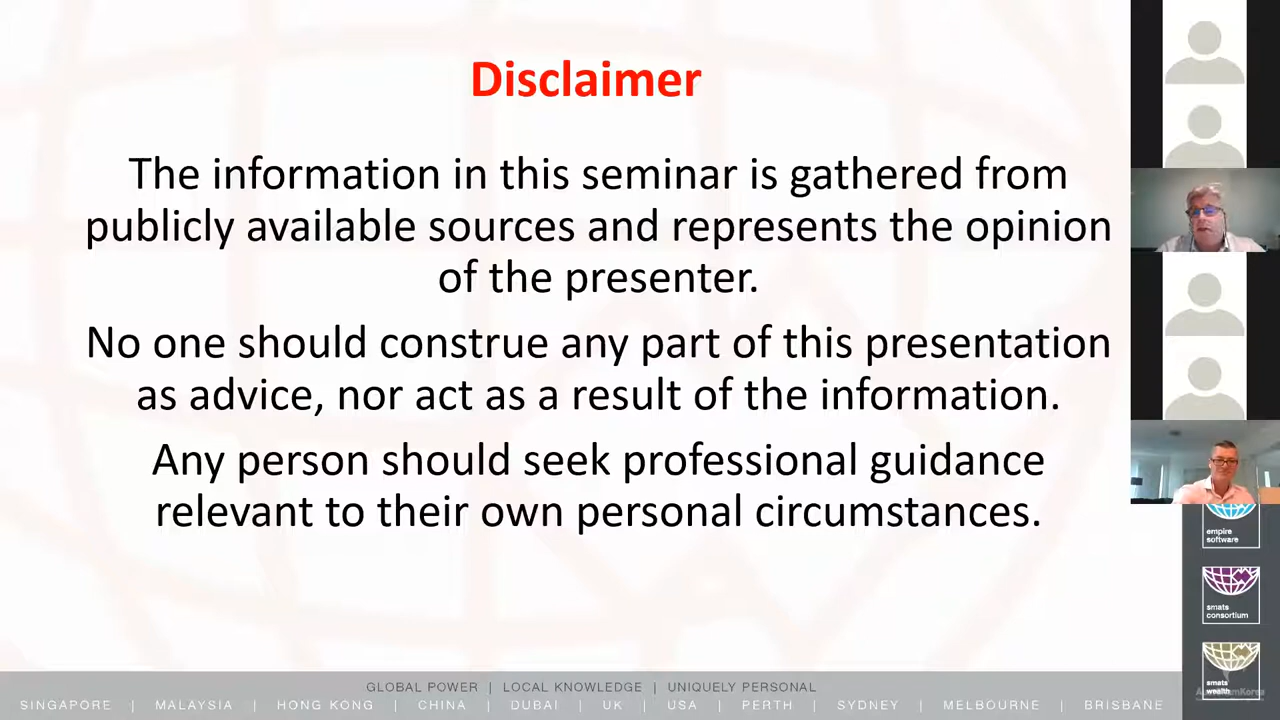 Disclaimer
The information in this seminar is gathered from
publicly available sources and represents the opinion
of the presenter.
No one should construe any part of this presentation
as advice, nor act as a result of the information.
Any person should seek professional guidance
relevant to their own personal circumstances.
empire
software
smats
consortium
smats
wealth
GLOBAL POWER | LOCAL KNOWLEDGE | UNIQUELY PERSONAL
SINGAPORE | MALAYSIA | HONG KONG | CHINA | DUBAI | UK | USA | PERTH | SYDNEY | MELBOURNE | BRISBANE